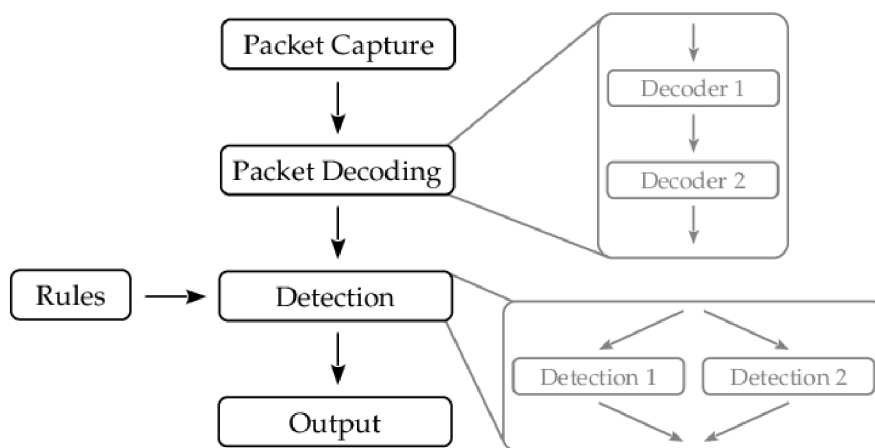 Packet Capture
Decoder 1
Packet Decoding
Decoder 2
Rules
Detection
Detection 1
Detection 2
Output